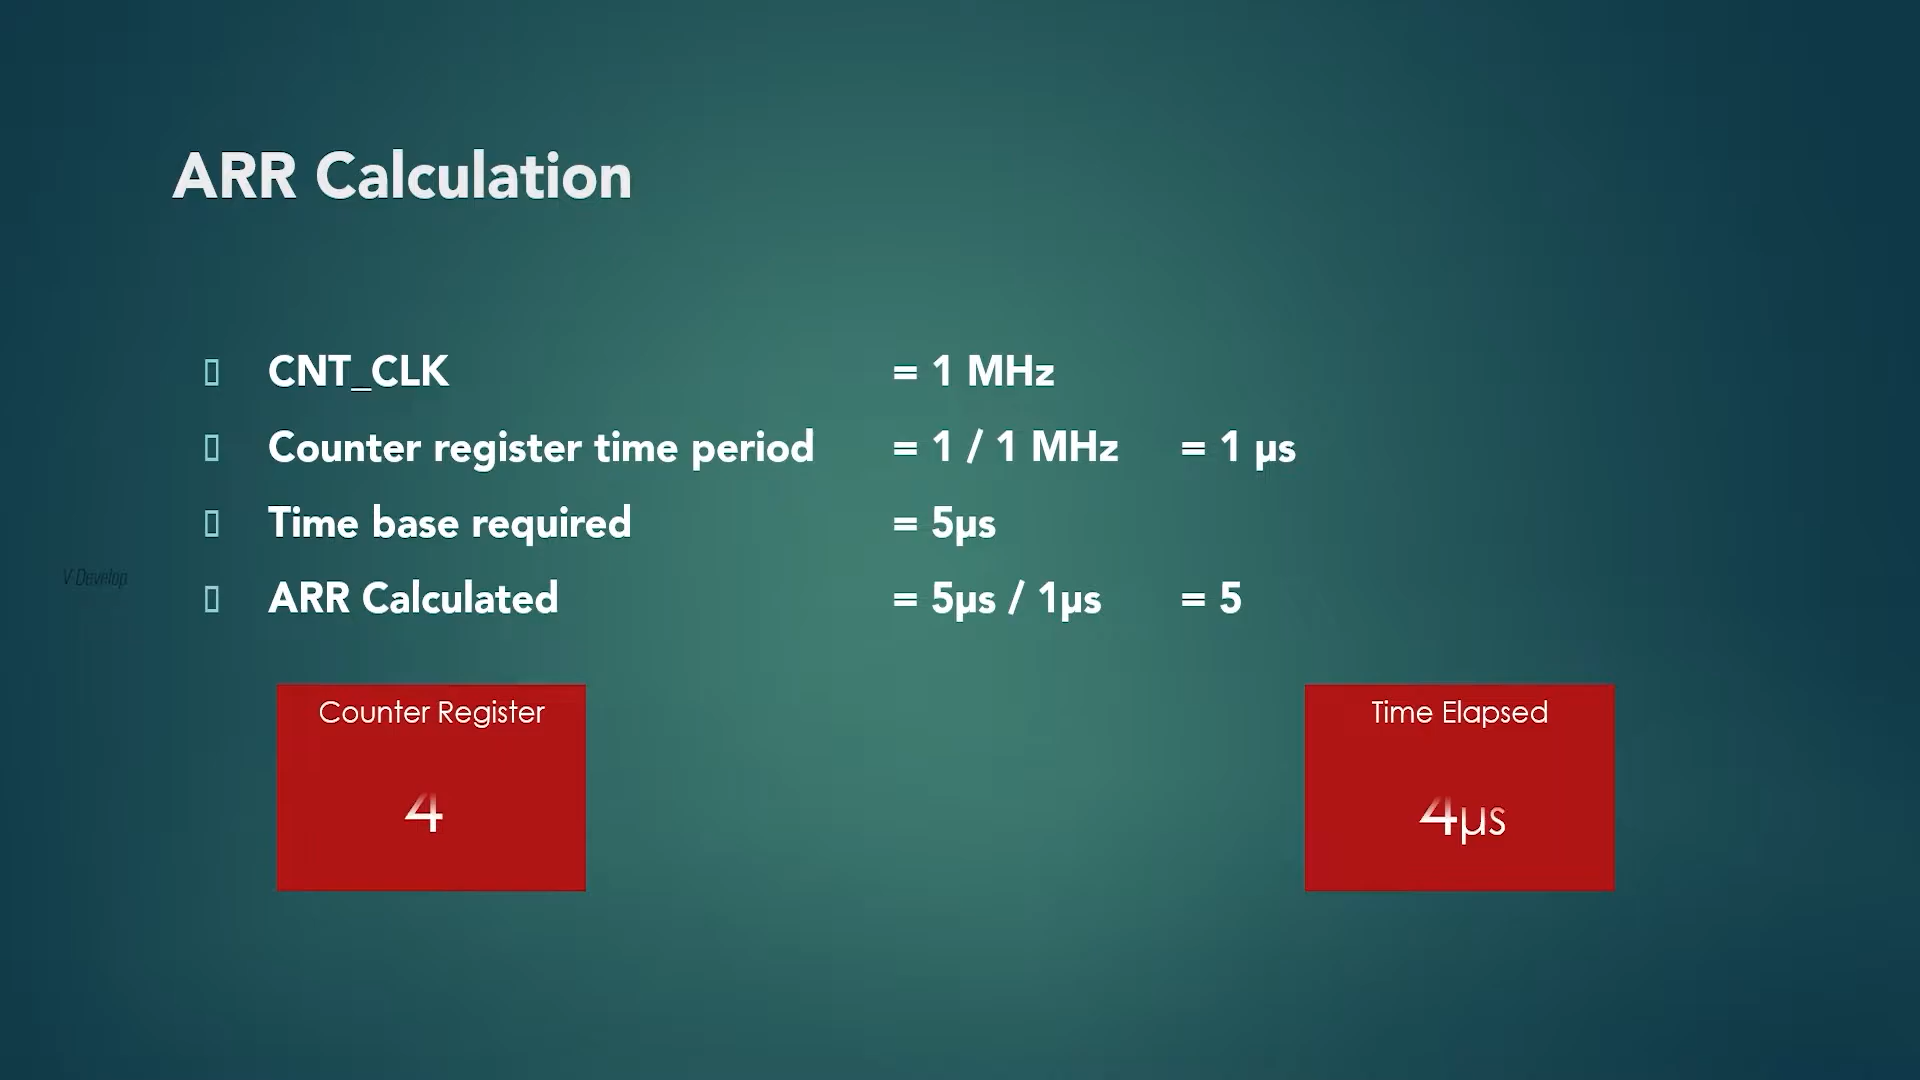 ARR Calculation
CNT_CLK = 1 MHz
Counter register time period = 1 / 1 MHz = 1 µs
Time base required = 5µs
V-Develop
ARR Calculated = 5µs / 1µs = 5
Counter Register
Time Elapsed
4
4µs